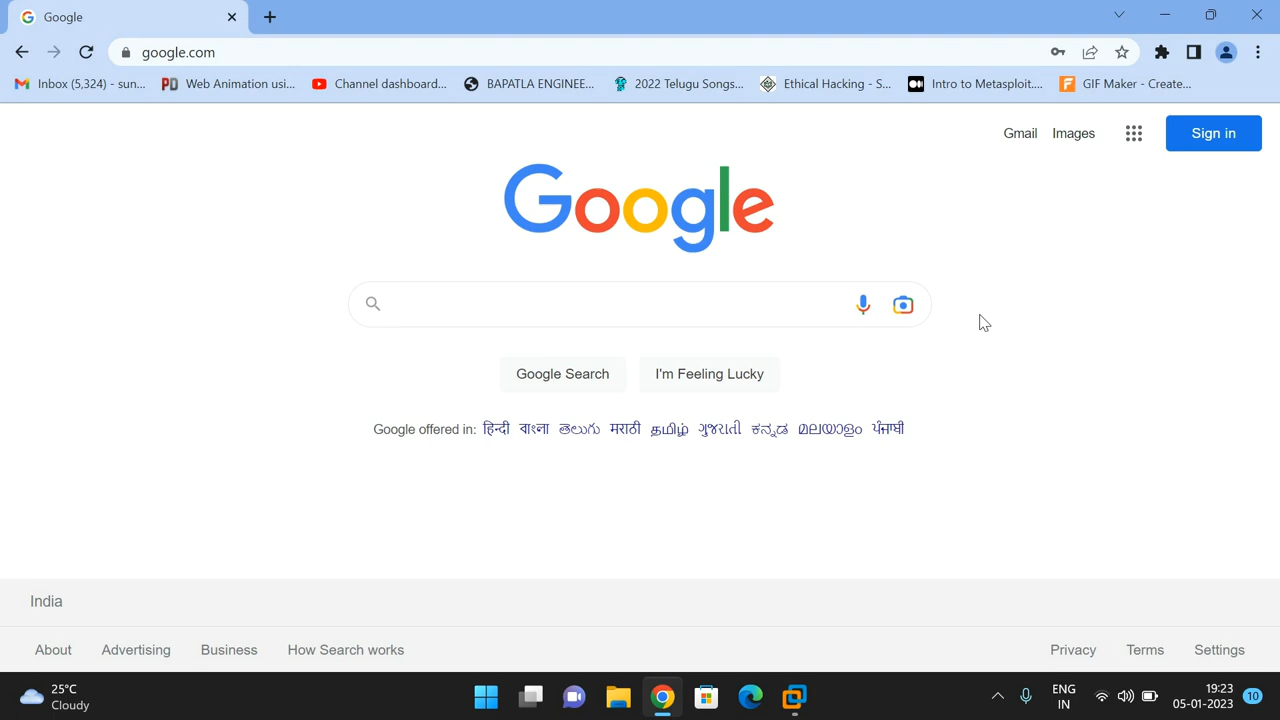 Google
google.com
Inbox (5,324) - sun...
Web Animation usi...
Channel dashboard...
BAPATLA ENGINEE...
2022 Telugu Songs...
Ethical Hacking - S...
Intro to Metasploit....
GIF Maker - Create...
Gmail Images Sign in
Google
Google Search I'm Feeling Lucky
Google offered in: हिन्दी বাংলা తెలుగు मराठी தமிழ் ગુજરાતી ಕನ್ನಡ മലയാളം ਪੰਜਾਬੀ
India
About Advertising Business How Search works Privacy Terms Settings
25°C
Cloudy
ENG
IN
19:23
05-01-2023
10